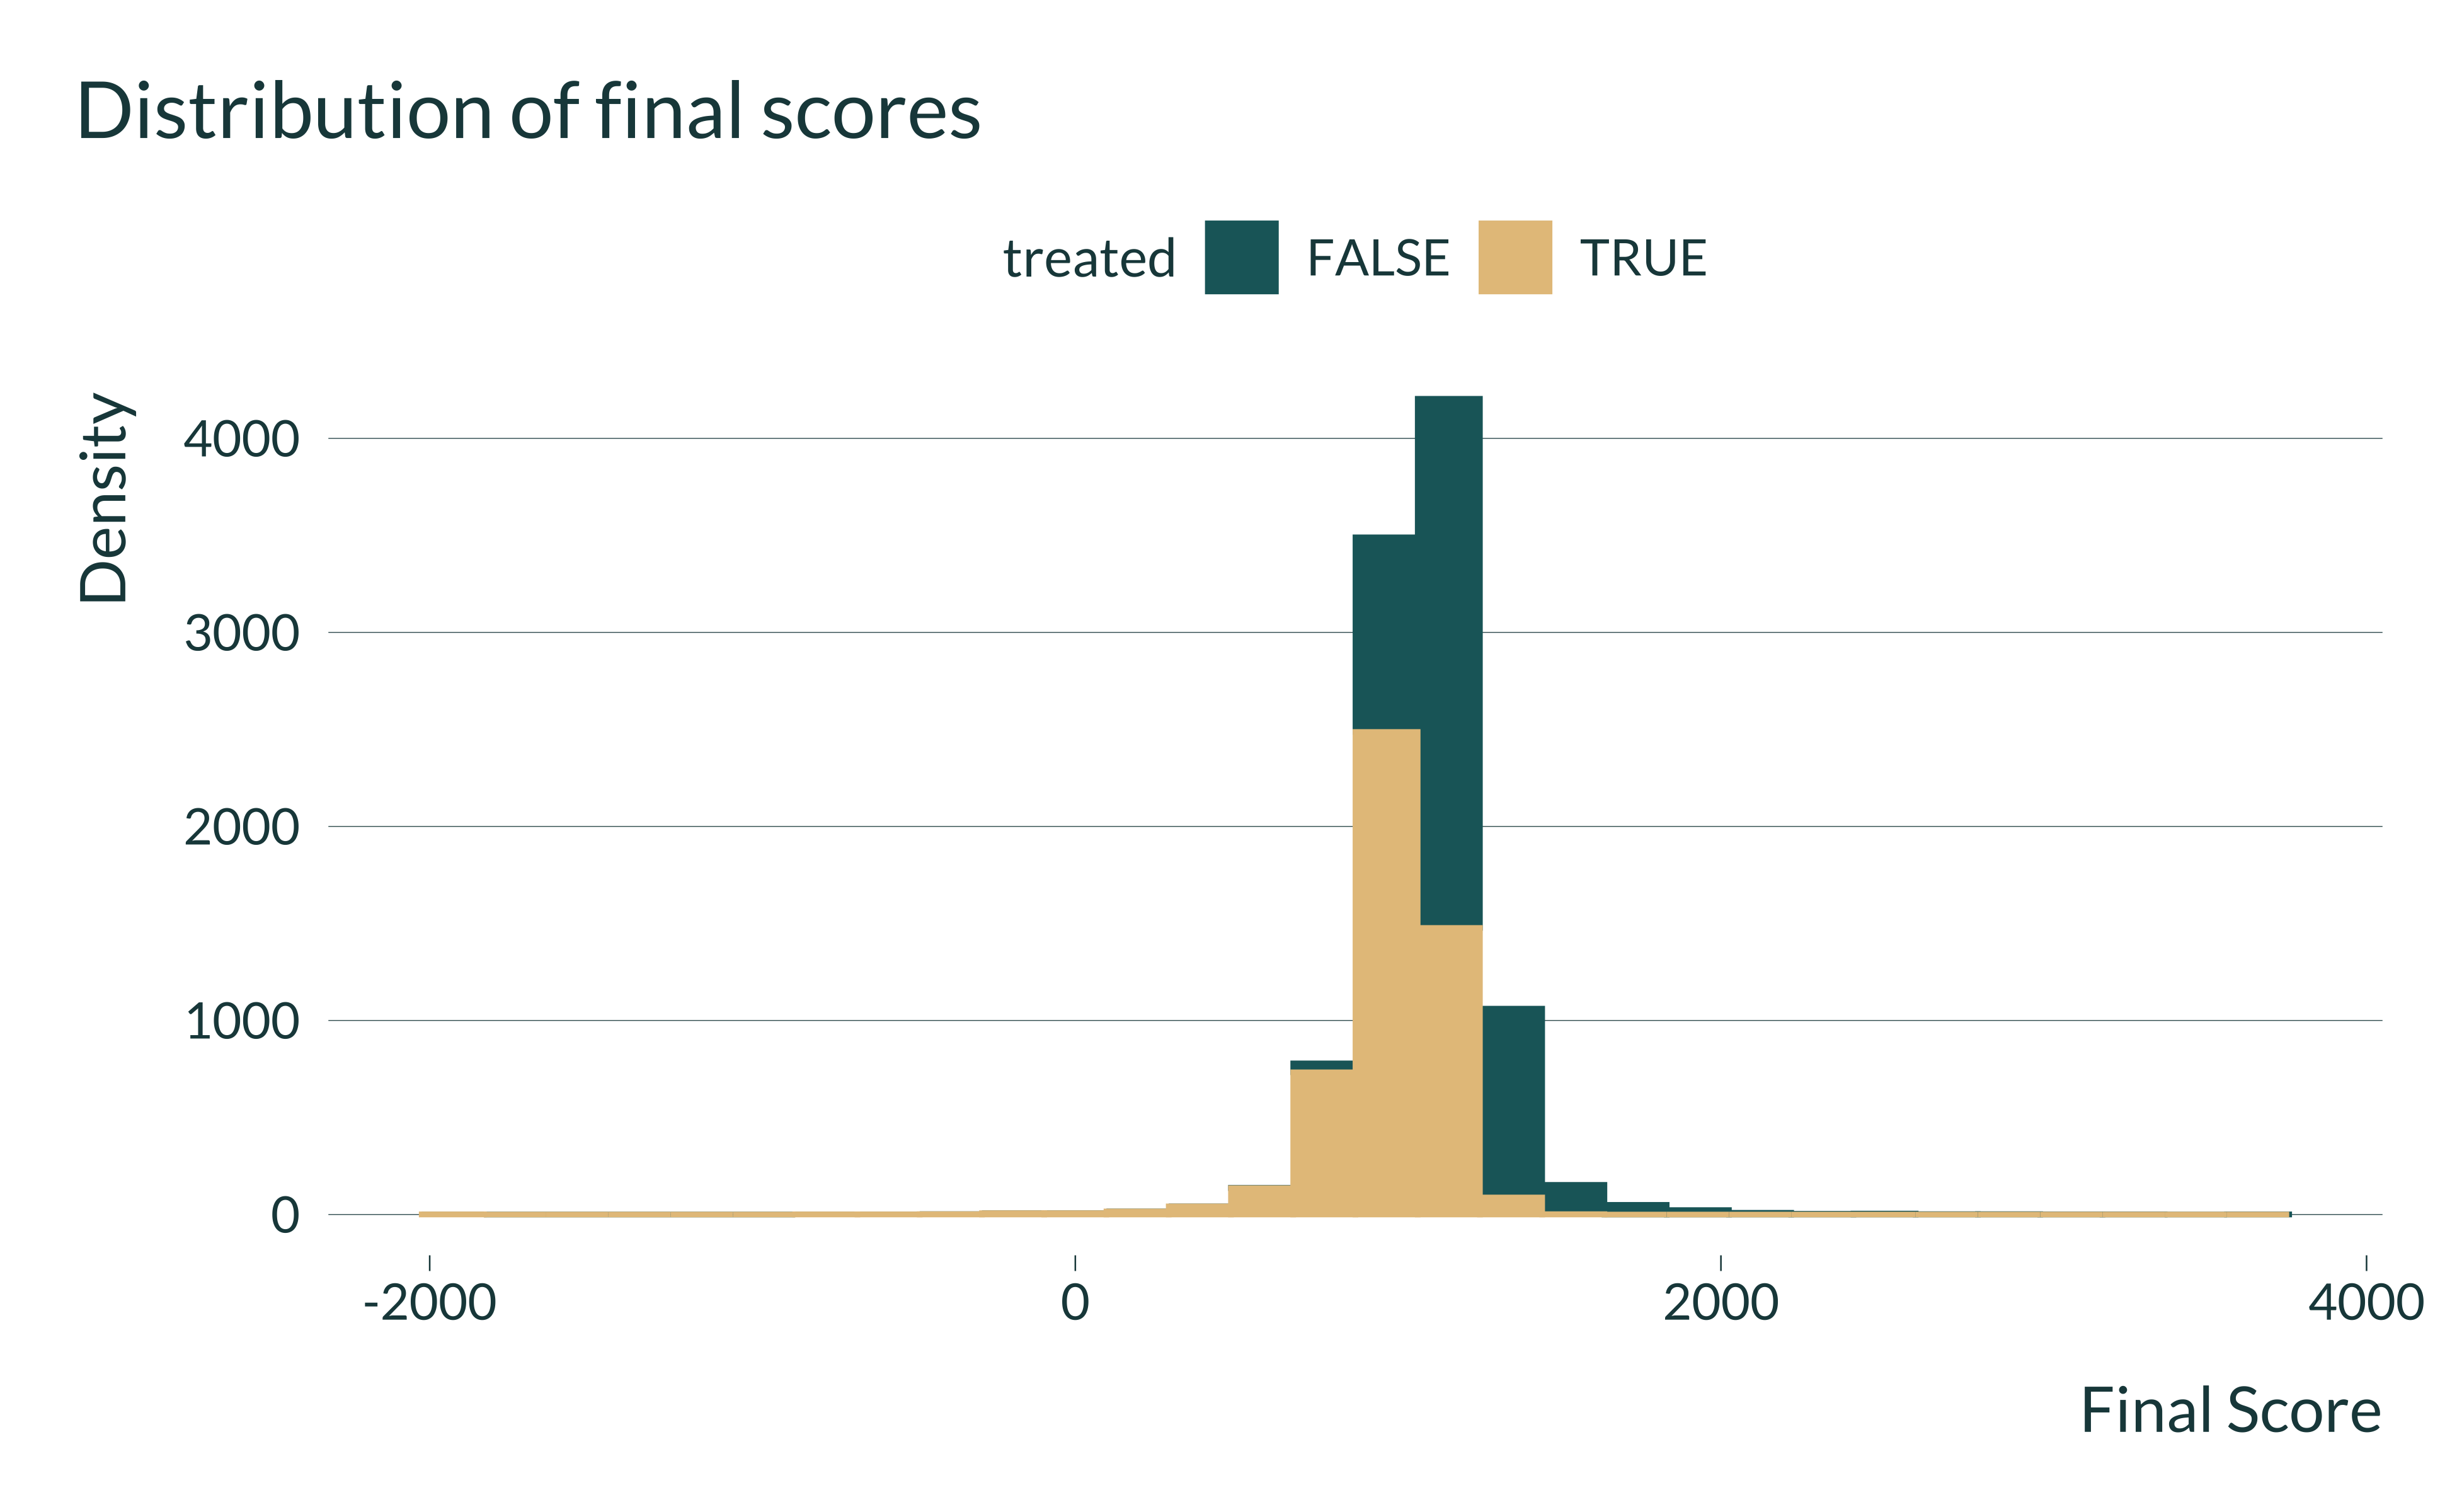 Distribution of final scores
treated FALSE TRUE
Density
4000
3000
2000
1000
0
-2000 0 2000 4000
Final Score